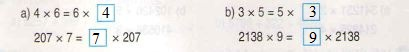 a) 4 × 6 = 6 × 4
207 × 7 = 7 × 207
b) 3 × 5 = 5 × 3
2138 × 9 = 9 × 2138